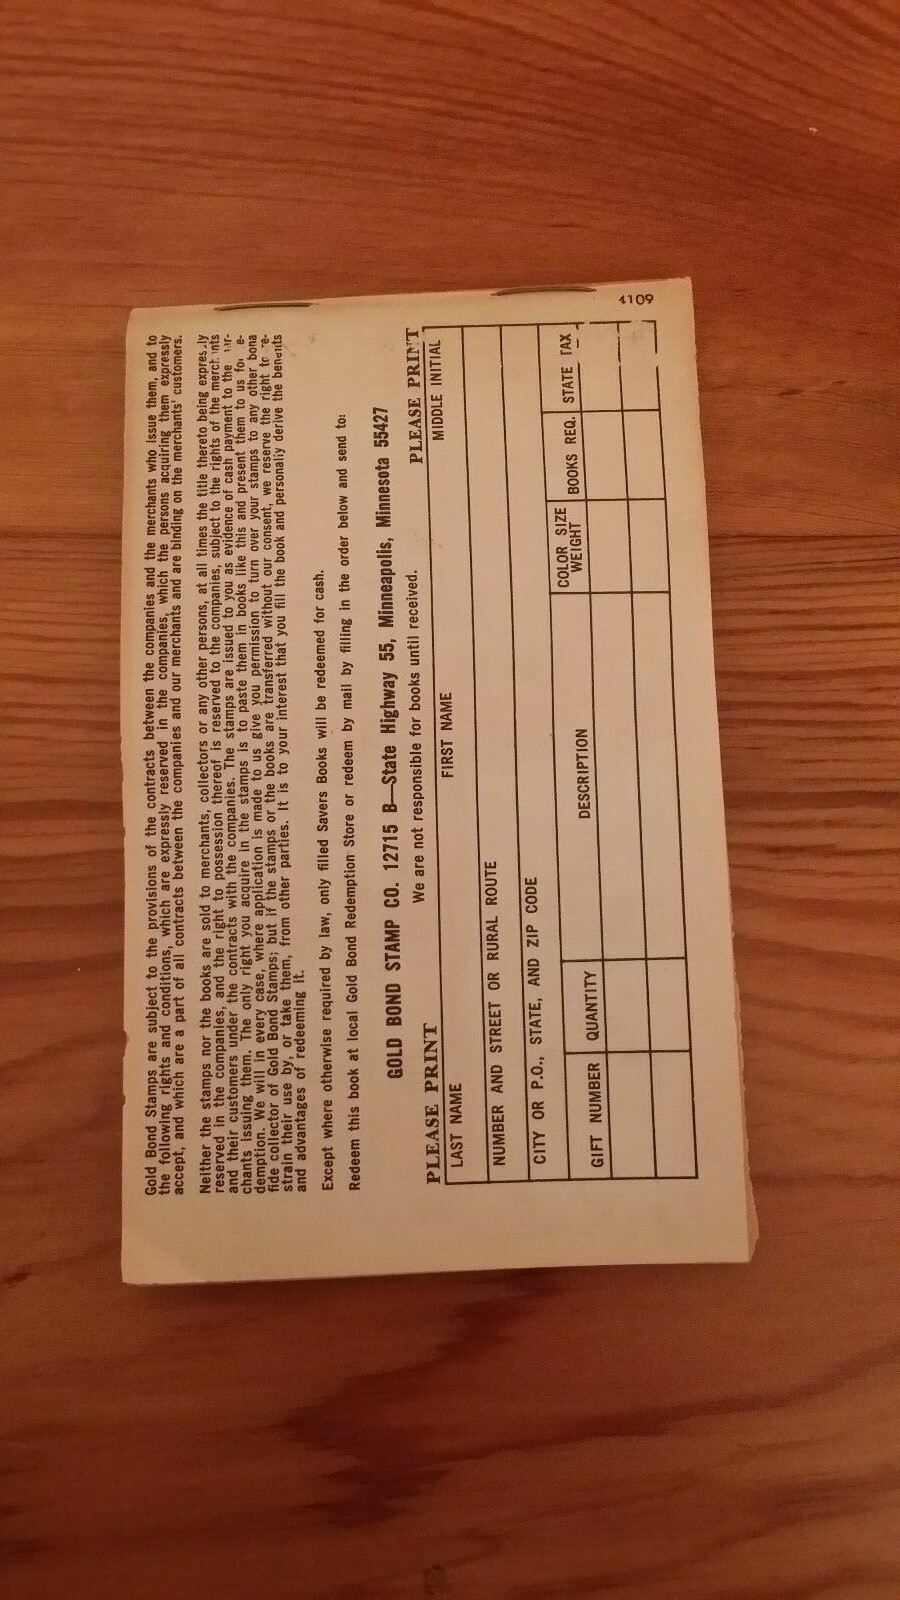 Gold Bond Stamps are subject to the provisions of the contracts between the companies and the merchants who issue them, and to
the following rights and conditions, which are expressly reserved in the companies, which the persons acquiring them expressly
accept, and which are a part of all contracts between the companies and our merchants and are binding on the merchants' customers.
Neither the stamps nor the books are sold to merchants, collectors or any other persons, at all times the title thereto being expressly
reserved in the companies, and the right to possession thereof is reserved to the companies, subject to the rights of the merchants
and their customers under the contracts with the companies. The stamps are issued to you as evidence of cash payment to the mer-
chants issuing them. The only right you acquire in the stamps is to paste them in books like this and present them to us for re-
demption. We will in every case, where application is made to us give you permission to turn over your stamps to any other bona
fide collector of Gold Bond Stamps; but if the stamps or the books are transferred without our consent, we reserve the right to re-
strain their use by, or take them, from other parties. It is to your interest that you fill the book and personally derive the benefits
and advantages of redeeming it.
Except where otherwise required by law, only filled Savers Books will be redeemed for cash.
Redeem this book at local Gold Bond Redemption Store or redeem by mail by filling in the order below and send to:
GOLD BOND STAMP CO. 12715 B—State Highway 55, Minneapolis, Minnesota 55427
PLEASE PRINT We are not responsible for books until received. PLEASE PRINT
LAST NAME FIRST NAME MIDDLE INITIAL
NUMBER AND STREET OR RURAL ROUTE
CITY OR P.O., STATE, AND ZIP CODE
GIFT NUMBER QUANTITY DESCRIPTION COLOR SIZE WEIGHT BOOKS REQ. STATE TAX
4109